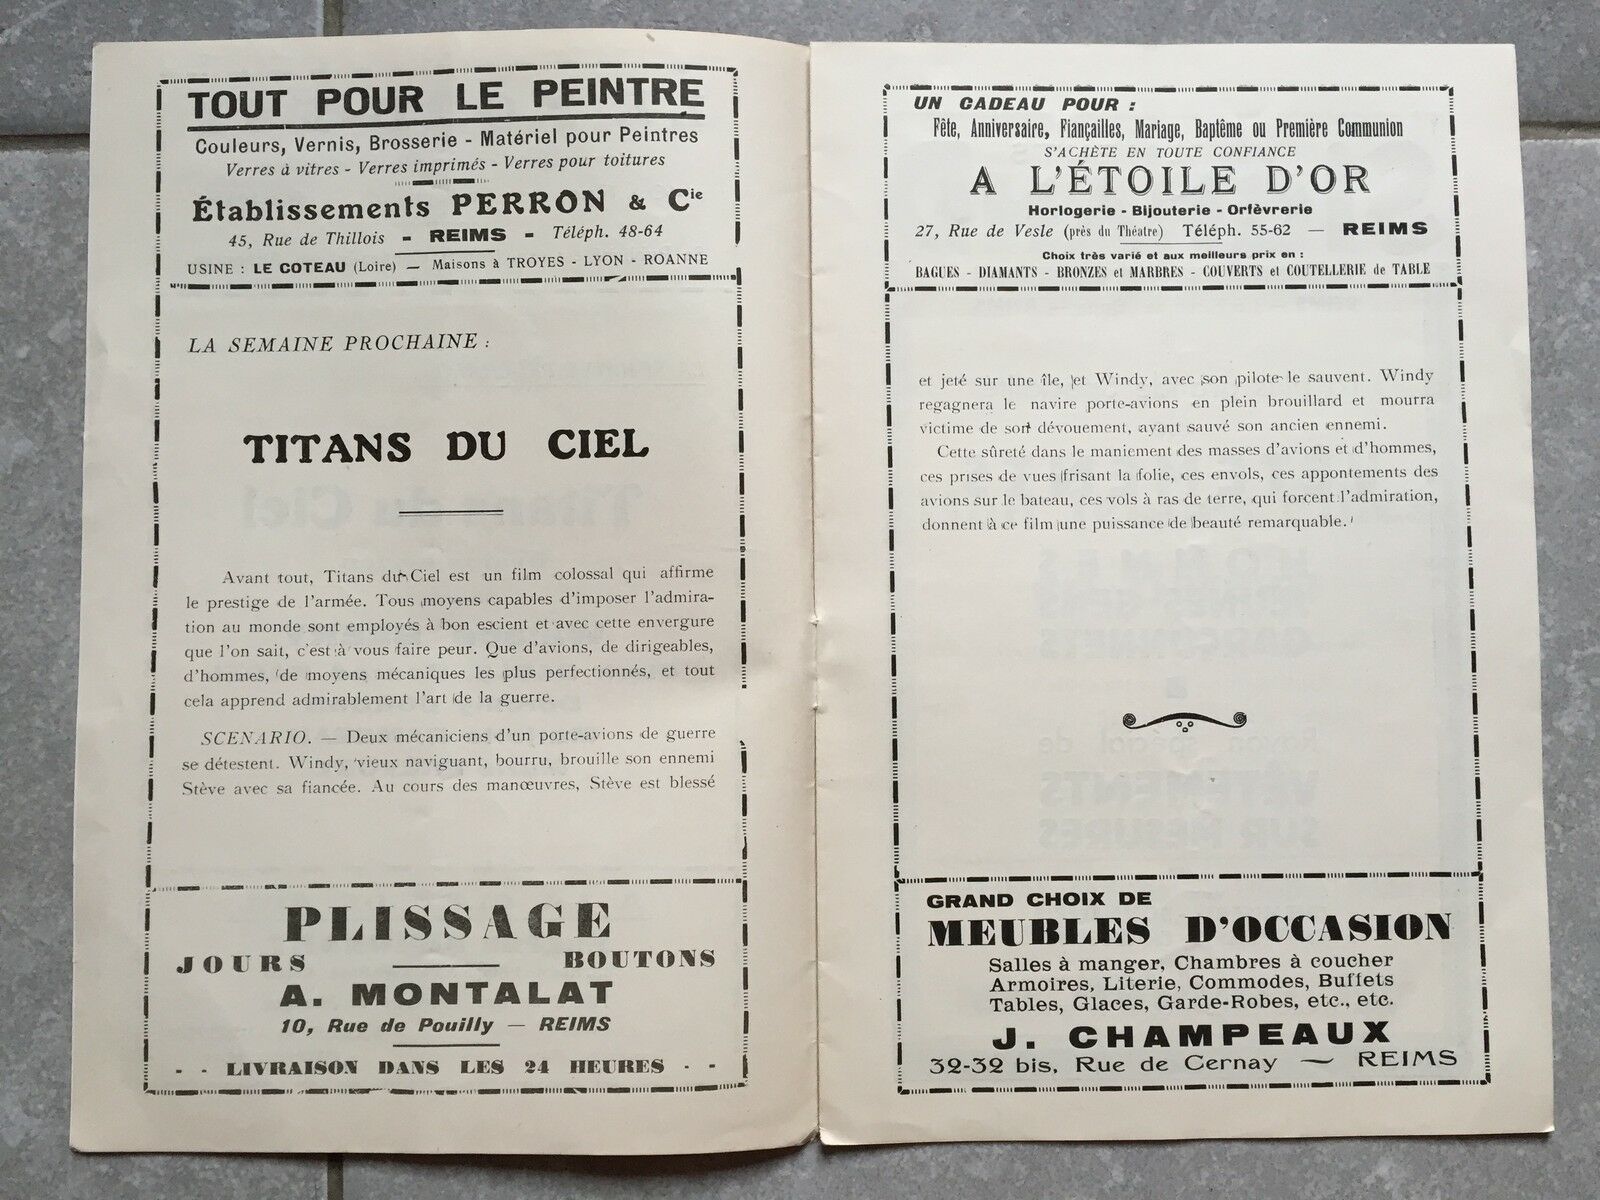 TOUT POUR LE PEINTRE
Couleurs, Vernis, Brosserie - Matériel pour Peintres
Verres à vitres - Verres imprimés - Verres pour toitures
Établissements PERRON & Cie
45, Rue de Thillois - REIMS - Téléph. 48-64
USINE : LE COTEAU (Loire) — Maisons à TROYES - LYON - ROANNE
LA SEMAINE PROCHAINE :
TITANS DU CIEL
Avant tout, Titans du Ciel est un film colossal qui affirme
le prestige de l'armée. Tous moyens capables d'imposer l'admira-
tion au monde sont employés à bon escient et avec cette envergure
que l'on sait, c'est à vous faire peur. Que d'avions, de dirigeables,
d'hommes, de moyens mécaniques les plus perfectionnés, et tout
cela apprend admirablement l'art de la guerre.
SCENARIO. — Deux mécaniciens d'un porte-avions de guerre
se détestent. Windy, vieux naviguant, bourru, brouille son ennemi
Stève avec sa fiancée. Au cours des manœuvres, Stève est blessé
PLISSAGE
JOURS BOUTONS
A. MONTALAT
10, Rue de Pouilly — REIMS
- - LIVRAISON DANS LES 24 HEURES - -
UN CADEAU POUR :
Fête, Anniversaire, Fiançailles, Mariage, Baptême ou Première Communion
S'ACHÈTE EN TOUTE CONFIANCE
A L'ÉTOILE D'OR
Horlogerie - Bijouterie - Orfèvrerie
27, Rue de Vesle (près du Théatre) Téléph. 55-62 — REIMS
Choix très varié et aux meilleurs prix en :
BAGUES - DIAMANTS - BRONZES et MARBRES - COUVERTS et COUTELLERIE de TABLE
et jeté sur une île, et Windy, avec son pilote le sauvent. Windy
regagnera le navire porte-avions en plein brouillard et mourra
victime de son dévouement, ayant sauvé son ancien ennemi.
Cette sûreté dans le maniement des masses d'avions et d'hommes,
ces prises de vues frisant la folie, ces envols, ces appontements des
avions sur le bateau, ces vols à ras de terre, qui forcent l'admiration,
donnent à ce film une puissance de beauté remarquable.
GRAND CHOIX DE
MEUBLES D'OCCASION
Salles à manger, Chambres à coucher
Armoires, Literie, Commodes, Buffets
Tables, Glaces, Garde-Robes, etc., etc.
J. CHAMPEAUX
32-32 bis, Rue de Cernay — REIMS